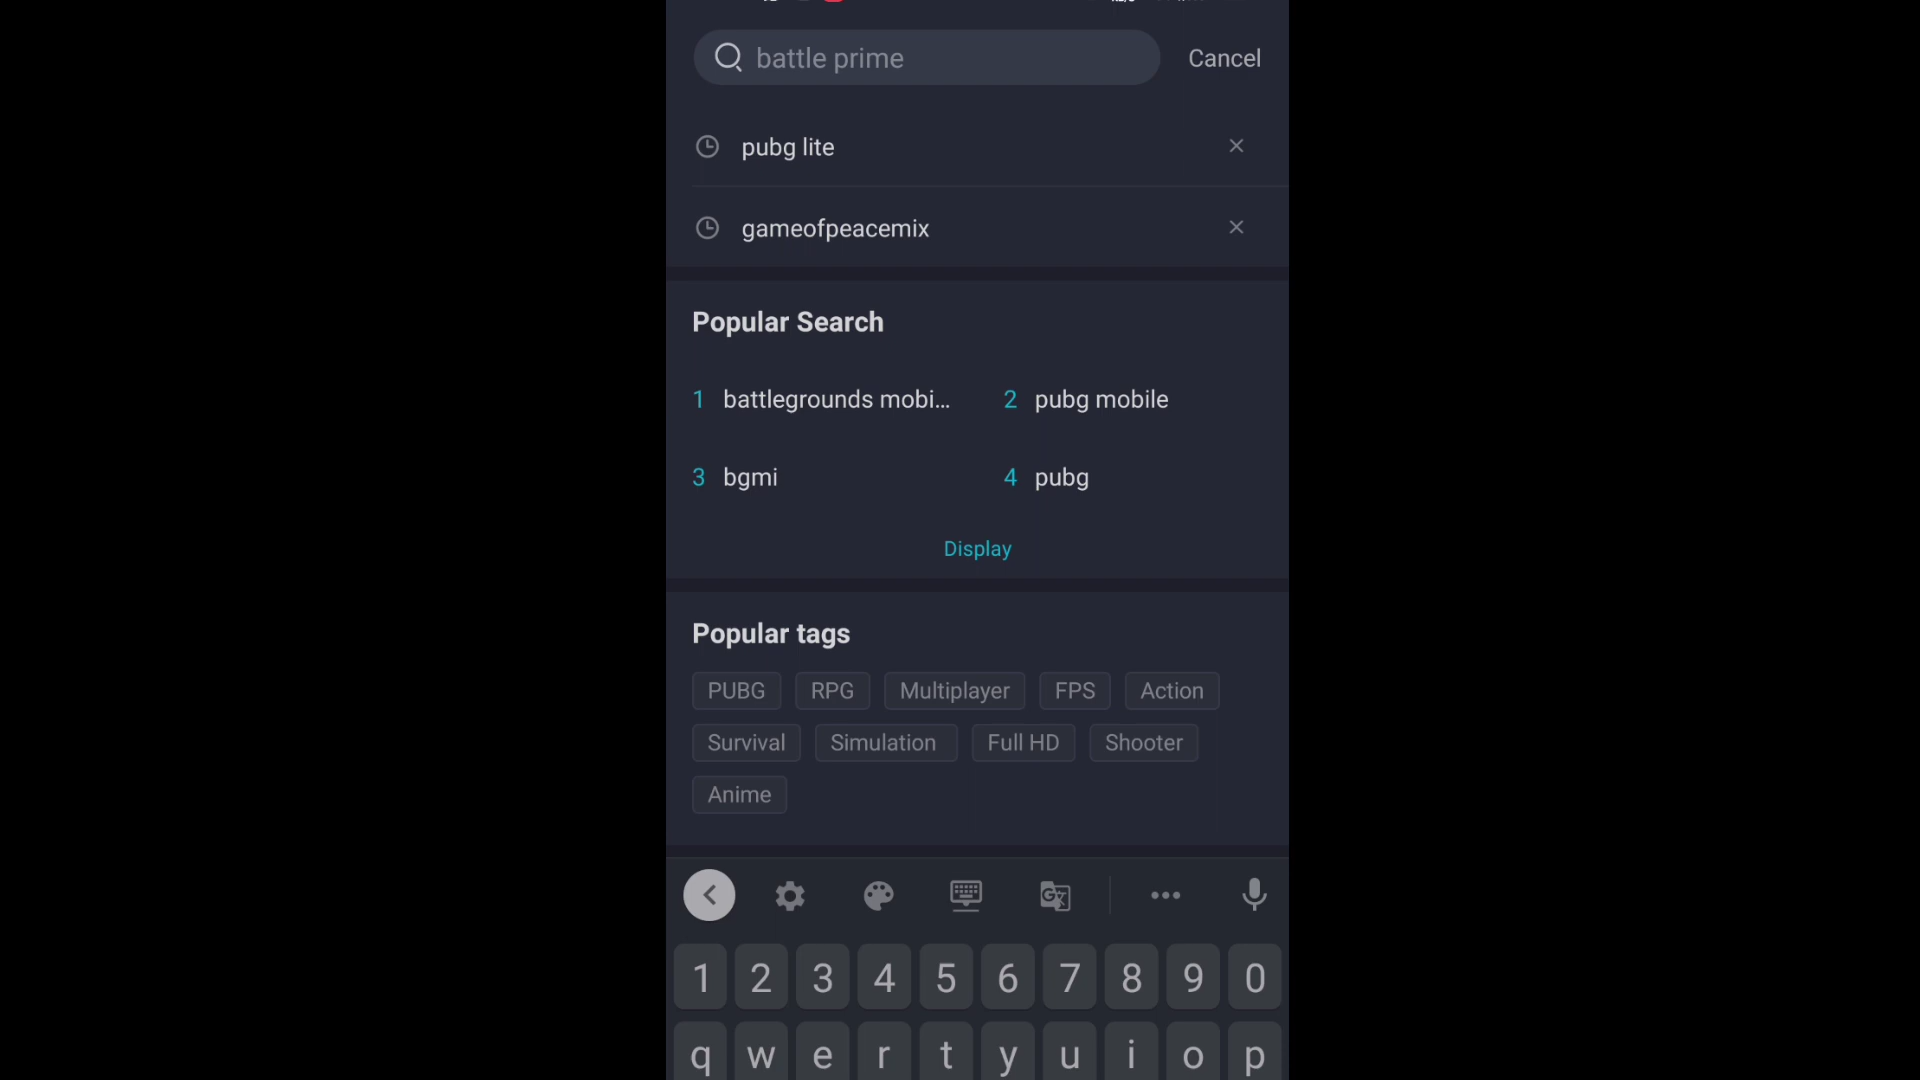 battle prime
Cancel
pubg lite
gameofpeacemix
Popular Search
1 battlegrounds mobi... 2 pubg mobile
3 bgmi 4 pubg
Display
Popular tags
PUBG RPG Multiplayer FPS Action
Survival Simulation Full HD Shooter
Anime
1 2 3 4 5 6 7 8 9 0
q w e r t y u i o p